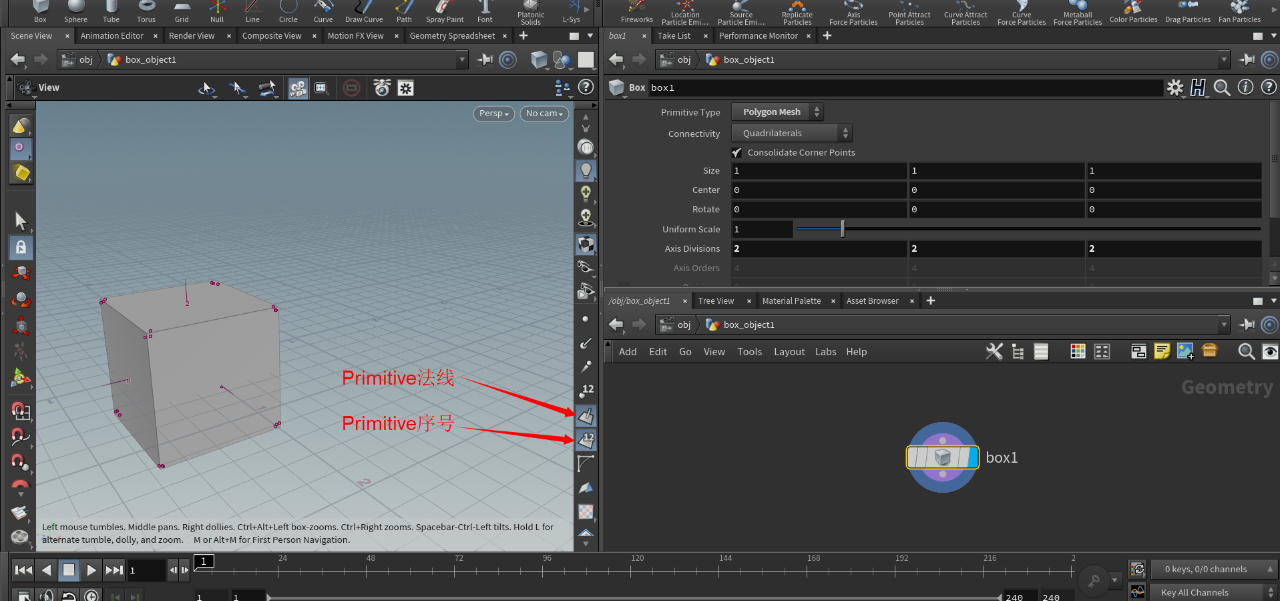 Box Sphere Tube Torus Grid Null Line Circle Curve Draw Curve Path Spray Paint Font Platonic Solids L-Sys
Fireworks Location Particle Emi... Source Particle Emi... Replicate Particles Axis Force Particles Point Attract Particles Curve Attract Particles Curve Force Particles Metaball Force Particles Color Particles Drag Particles Fan Particles
Scene View Animation Editor Render View Composite View Motion FX View Geometry Spreadsheet
box1 Take List Performance Monitor
obj box_object1
obj box_object1
View
Box box1
Persp No cam
Primitive Type Polygon Mesh
Connectivity Quadrilaterals
Consolidate Corner Points
Size 1 1 1
Center 0 0 0
Rotate 0 0 0
Uniform Scale 1
Axis Divisions 2 2 2
Axis Orders 4 4 4
/obj/box_object1 Tree View Material Palette Asset Browser
obj box_object1
Add Edit Go View Tools Layout Labs Help
Geometry
box1
Primitive法线
12
Primitive序号
12
Left mouse tumbles. Middle pans. Right dollies. Ctrl+Alt+Left box-zooms. Ctrl+Right zooms. Spacebar-Ctrl-Left tilts. Hold L for
alternate tumble, dolly, and zoom. M or Alt+M for First Person Navigation.
1 1 24 48 72 96 120 144 168 192 216 2
0 keys, 0/0 channels
1 1 240 240
Key All Channels